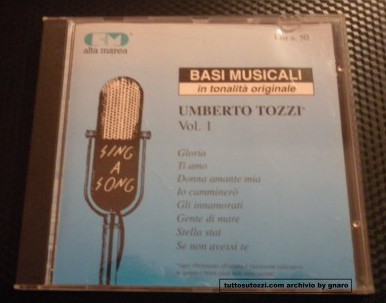 alta marea
n. 50
BASI MUSICALI
in tonalità originale
UMBERTO TOZZI*
Vol. 1
SING
A
SONG
Gloria
Ti amo
Donna amante mia
Io camminerò
Gli innamorati
Gente di mare
Stella stai
Se non avessi te
tuttosutozzi.com archivio by gnaro